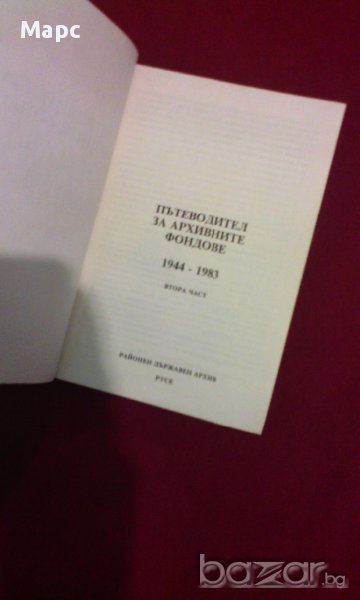 Марс
ПЪТЕВОДИТЕЛ
ЗА АРХИВНИТЕ
ФОНДОВЕ
1944 - 1983
ВТОРА ЧАСТ
РАЙОНЕН ДЪРЖАВЕН АРХИВ
РУСЕ
bazar.bg